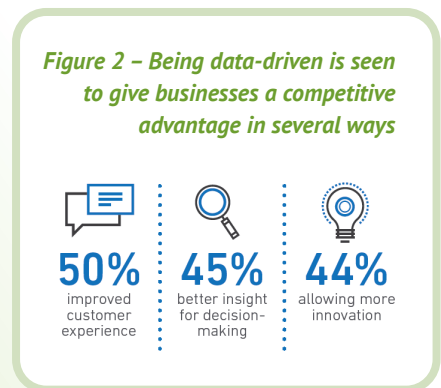 Figure 2 – Being data-driven is seen
to give businesses a competitive
advantage in several ways
50%
improved
customer
experience
45%
better insight
for decision-
making
44%
allowing more
innovation